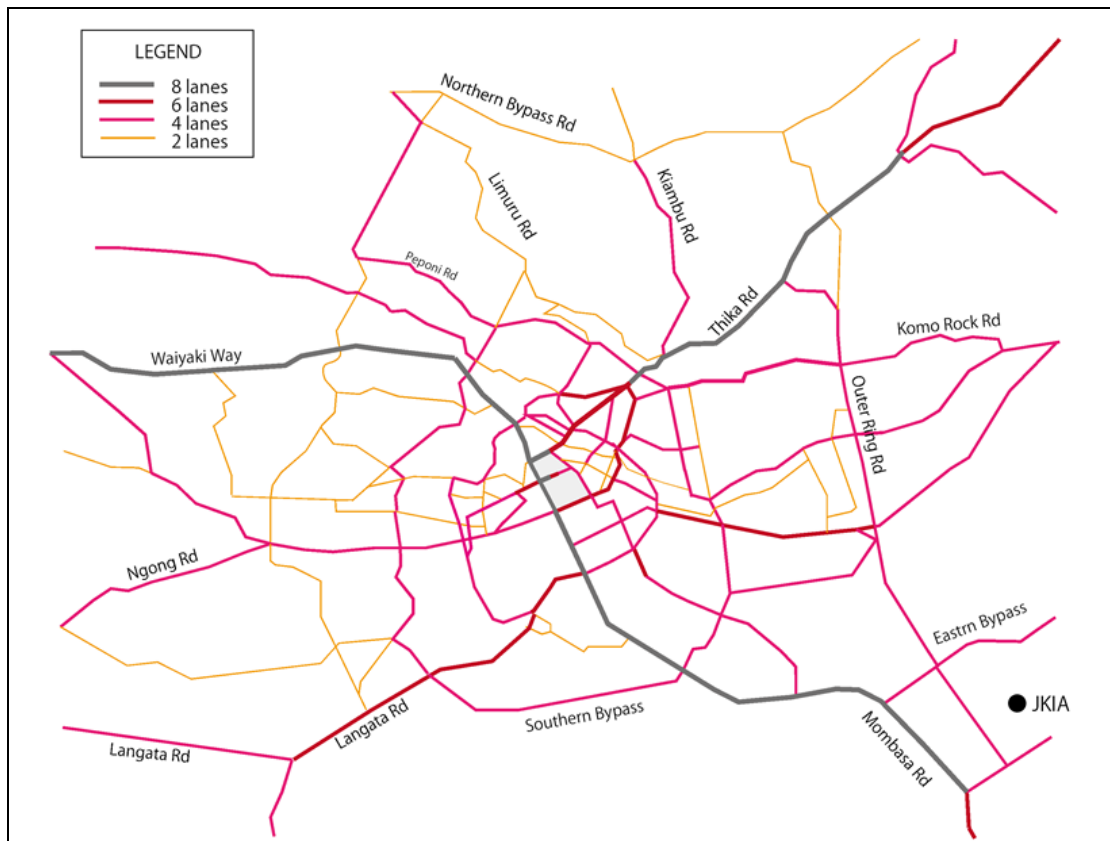 LEGEND
8 lanes
6 lanes
4 lanes
2 lanes
Northern Bypass Rd
Limuru Rd
Kiambu Rd
Peponi Rd
Thika Rd
Komo Rock Rd
Waiyaki Way
Outer Ring Rd
Ngong Rd
Eastrn Bypass
Langata Rd
Southern Bypass
JKIA
Mombasa Rd
Langata Rd